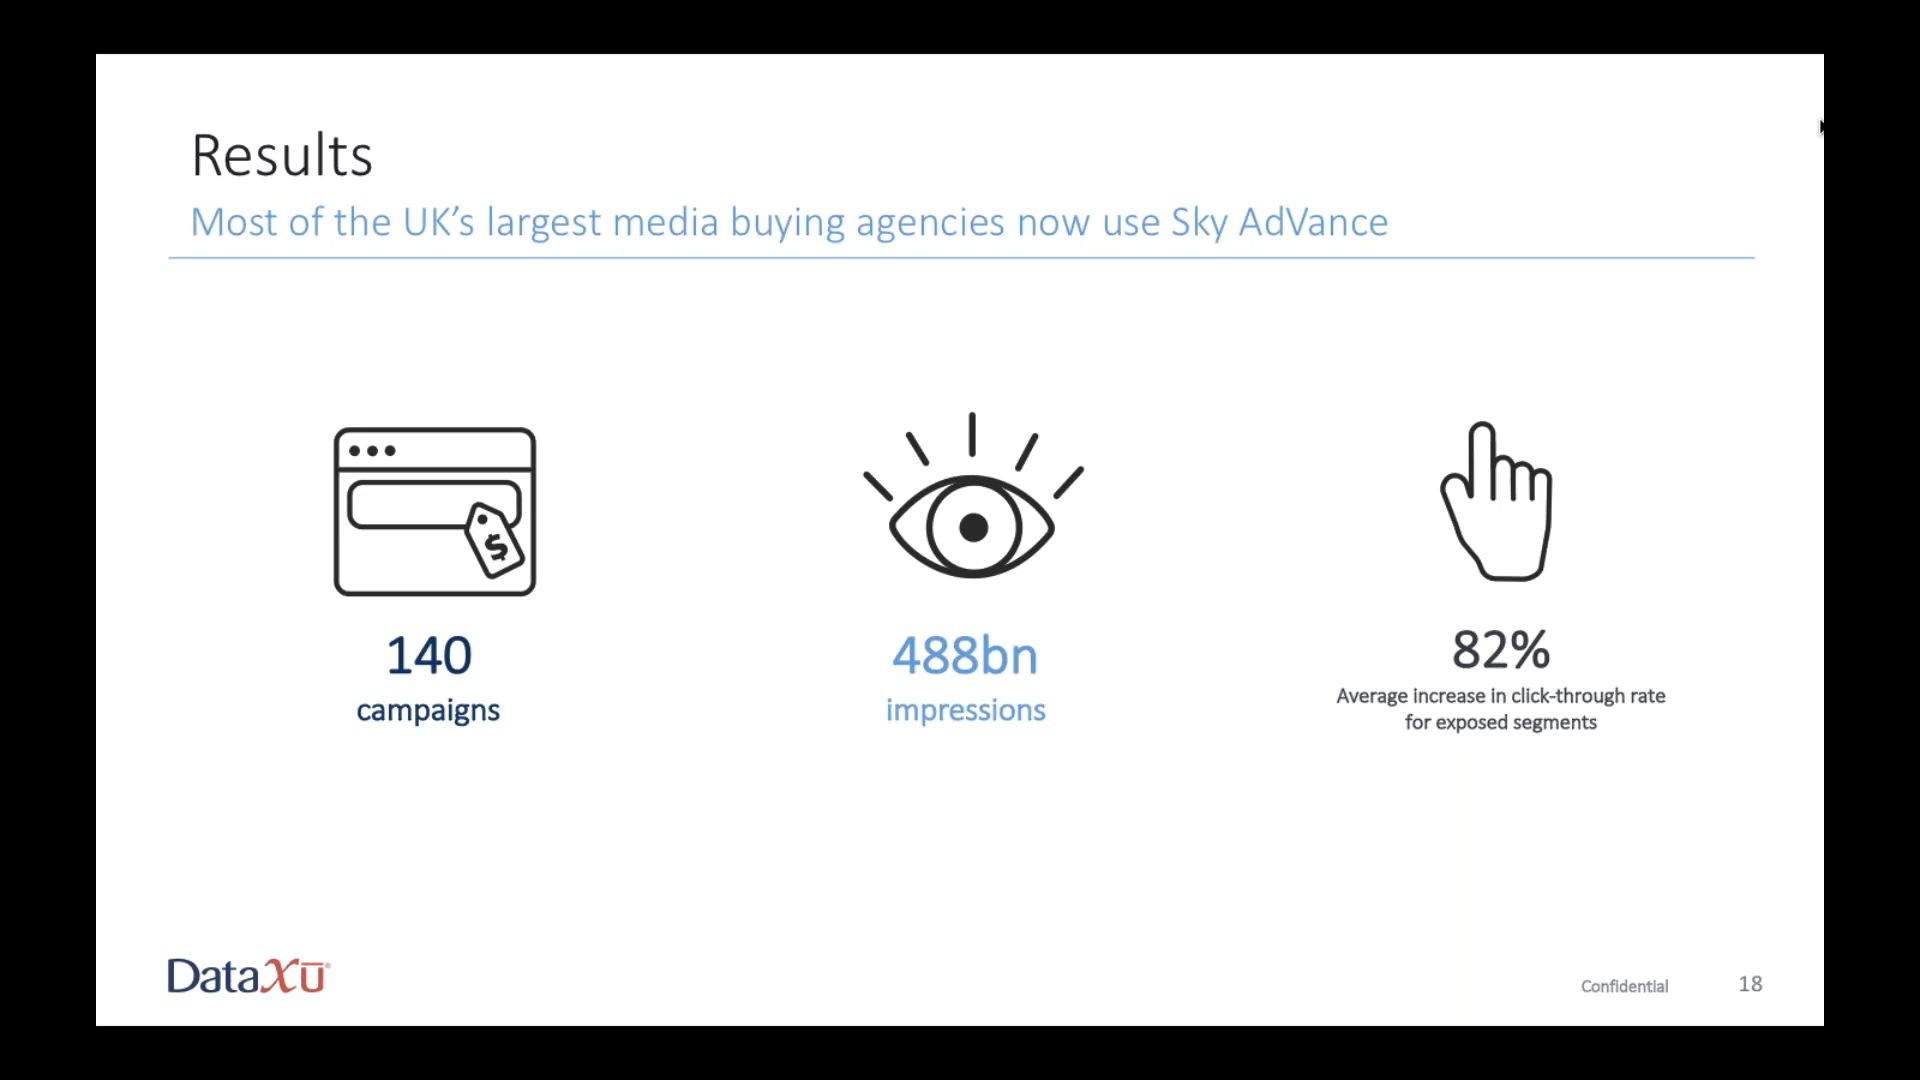 Results
Most of the UK’s largest media buying agencies now use Sky AdVance
$
140
campaigns
488bn
impressions
82%
Average increase in click-through rate
for exposed segments
DataXū®
Confidential
18